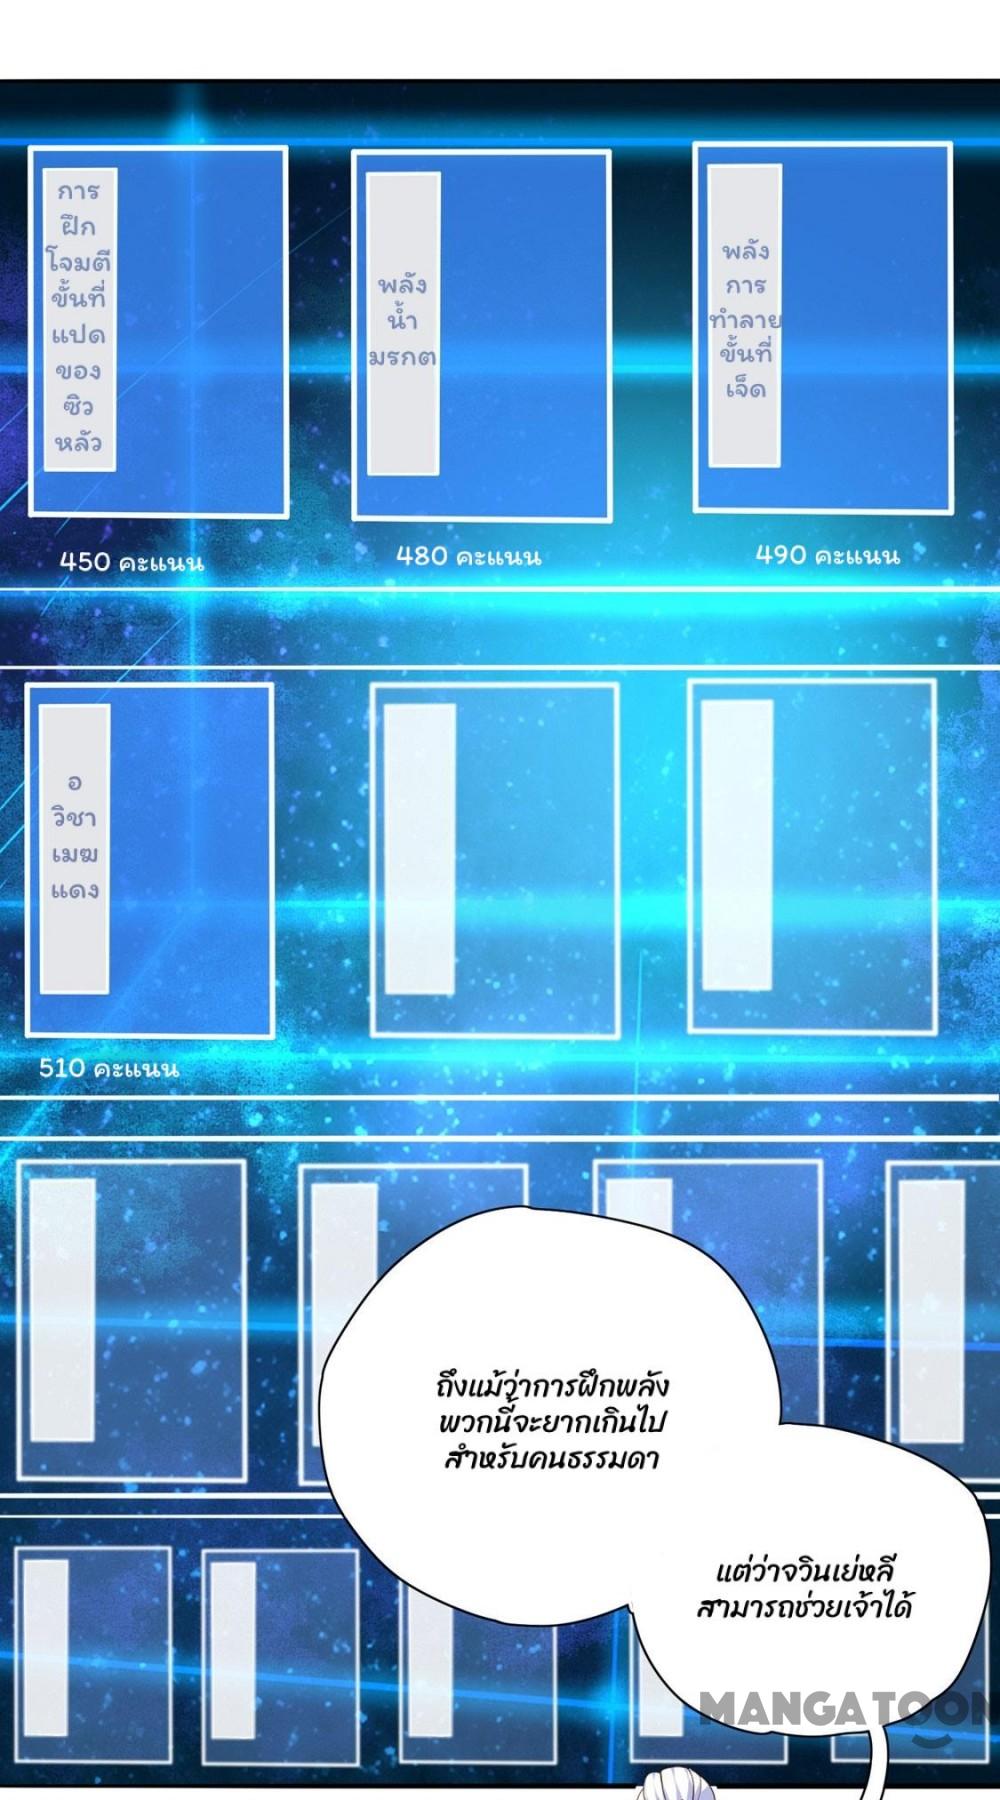 การ
ฝึก
โจมตี
ขั้นที่
แปด
ของ
ซิว
หลัว
พลัง
น้ำ
มรกต
พลัง
การ
ทำลาย
ขั้นที่
เจ็ด
450 คะแนน
480 คะแนน
490 คะแนน
อ
วิชา
เมฆ
แดง
510 คะแนน
ถึงแม้ว่าการฝึกพลัง
พวกนี้จะยากเกินไป
สำหรับคนธรรมดา
แต่ว่าจวินเย่หลี
สามารถช่วยเจ้าได้
MANGATOON